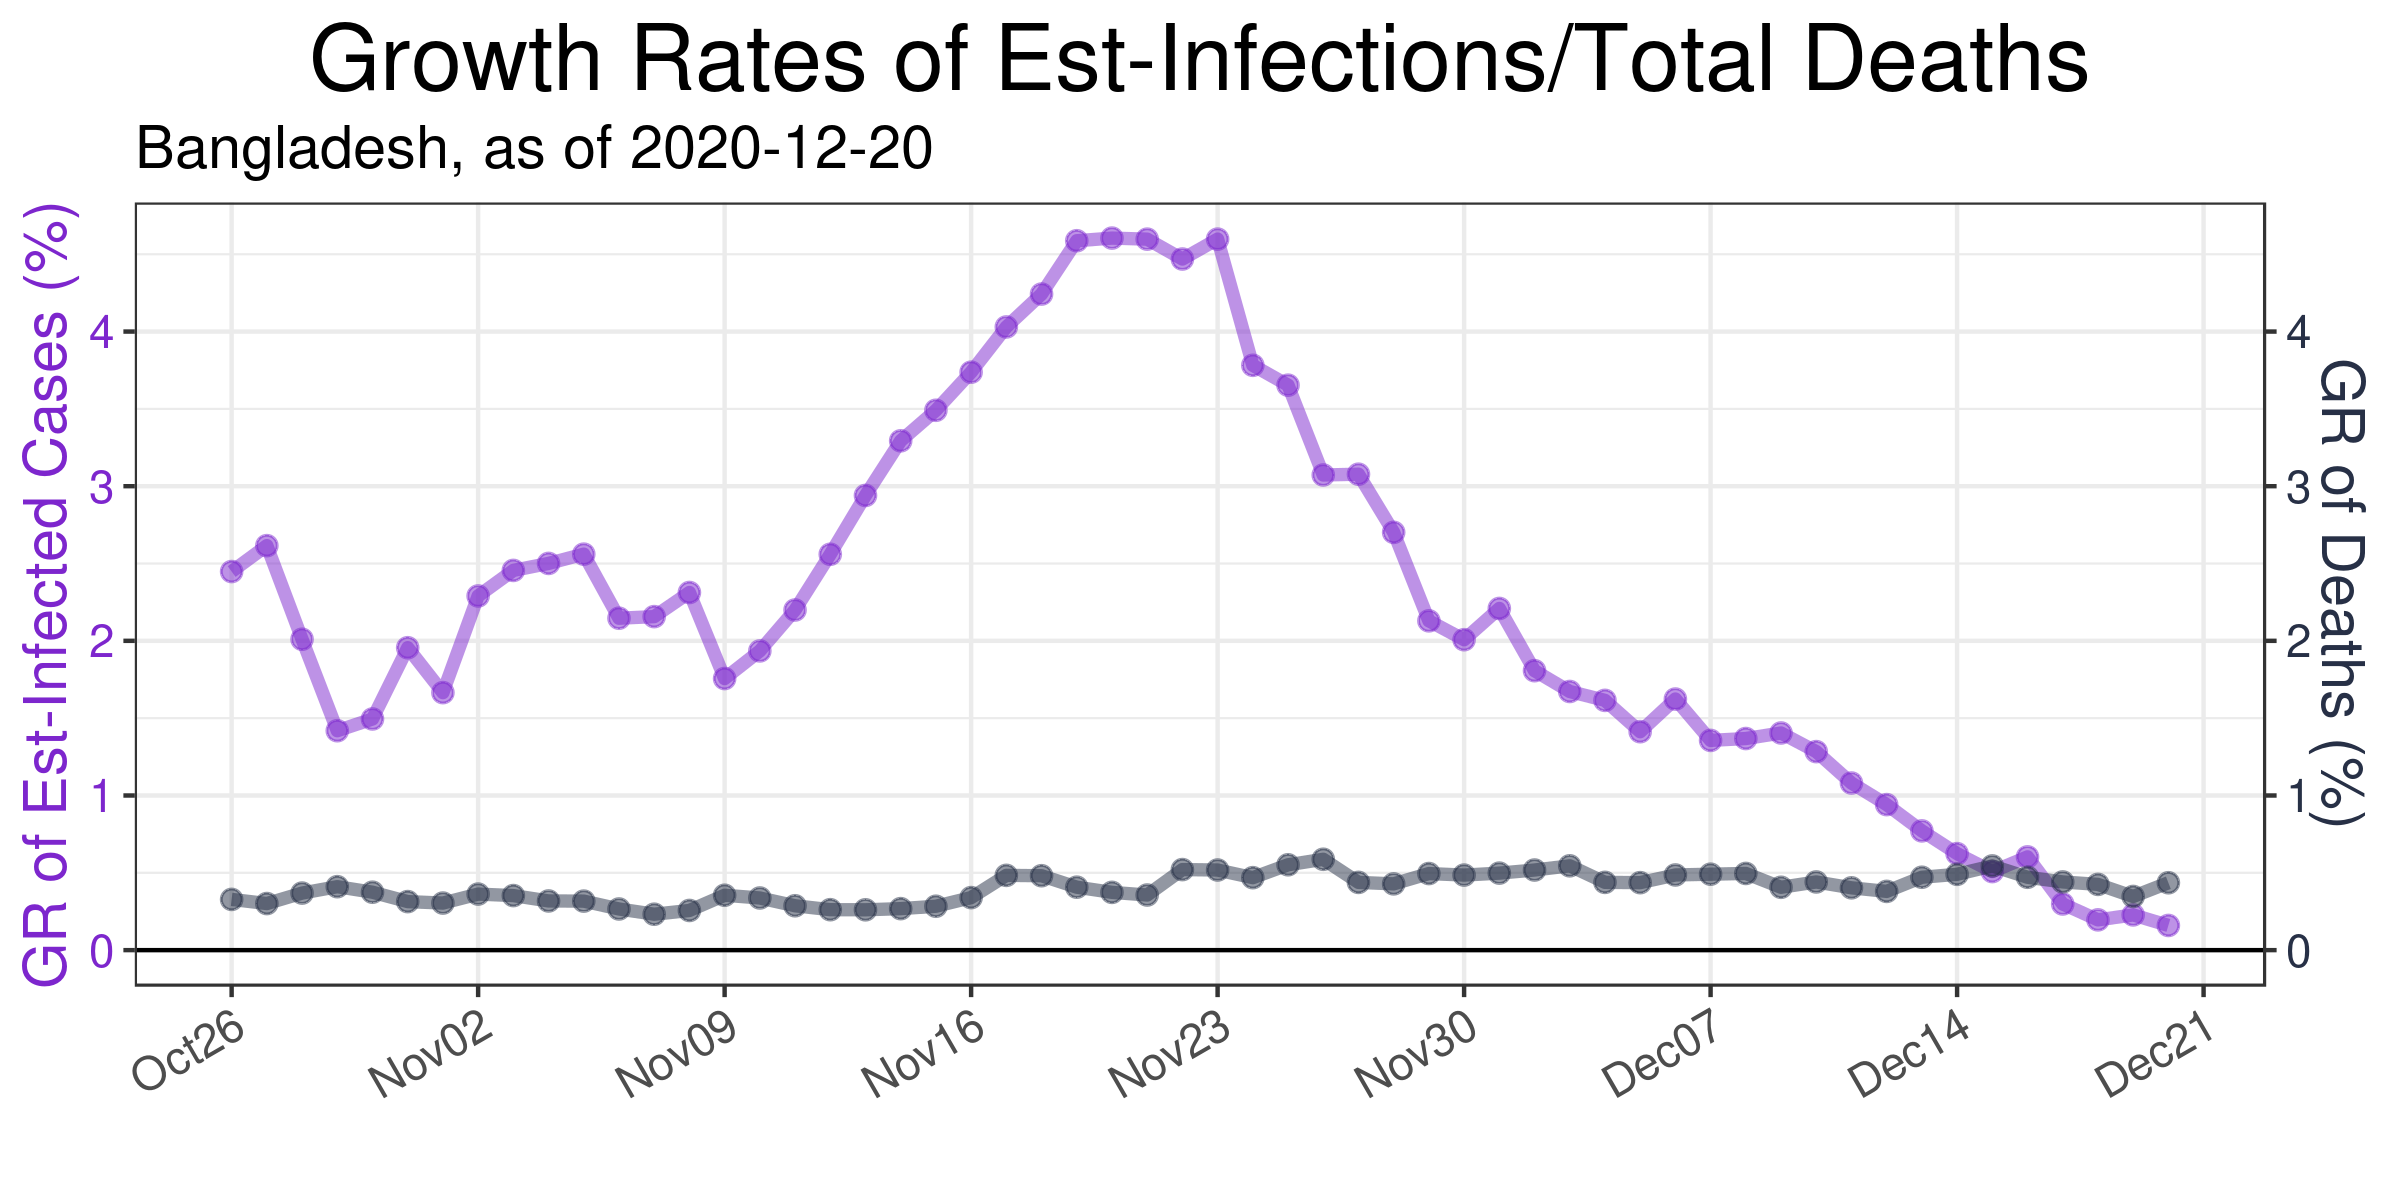 Growth Rates of Est-Infections/Total Deaths
Bangladesh, as of 2020-12-20
GR of Est-Infected Cases (%)
4
3
2
1
0
4
3
2
1
0
GR of Deaths (%)
Oct26
Nov02
Nov09
Nov16
Nov23
Nov30
Dec07
Dec14
Dec21